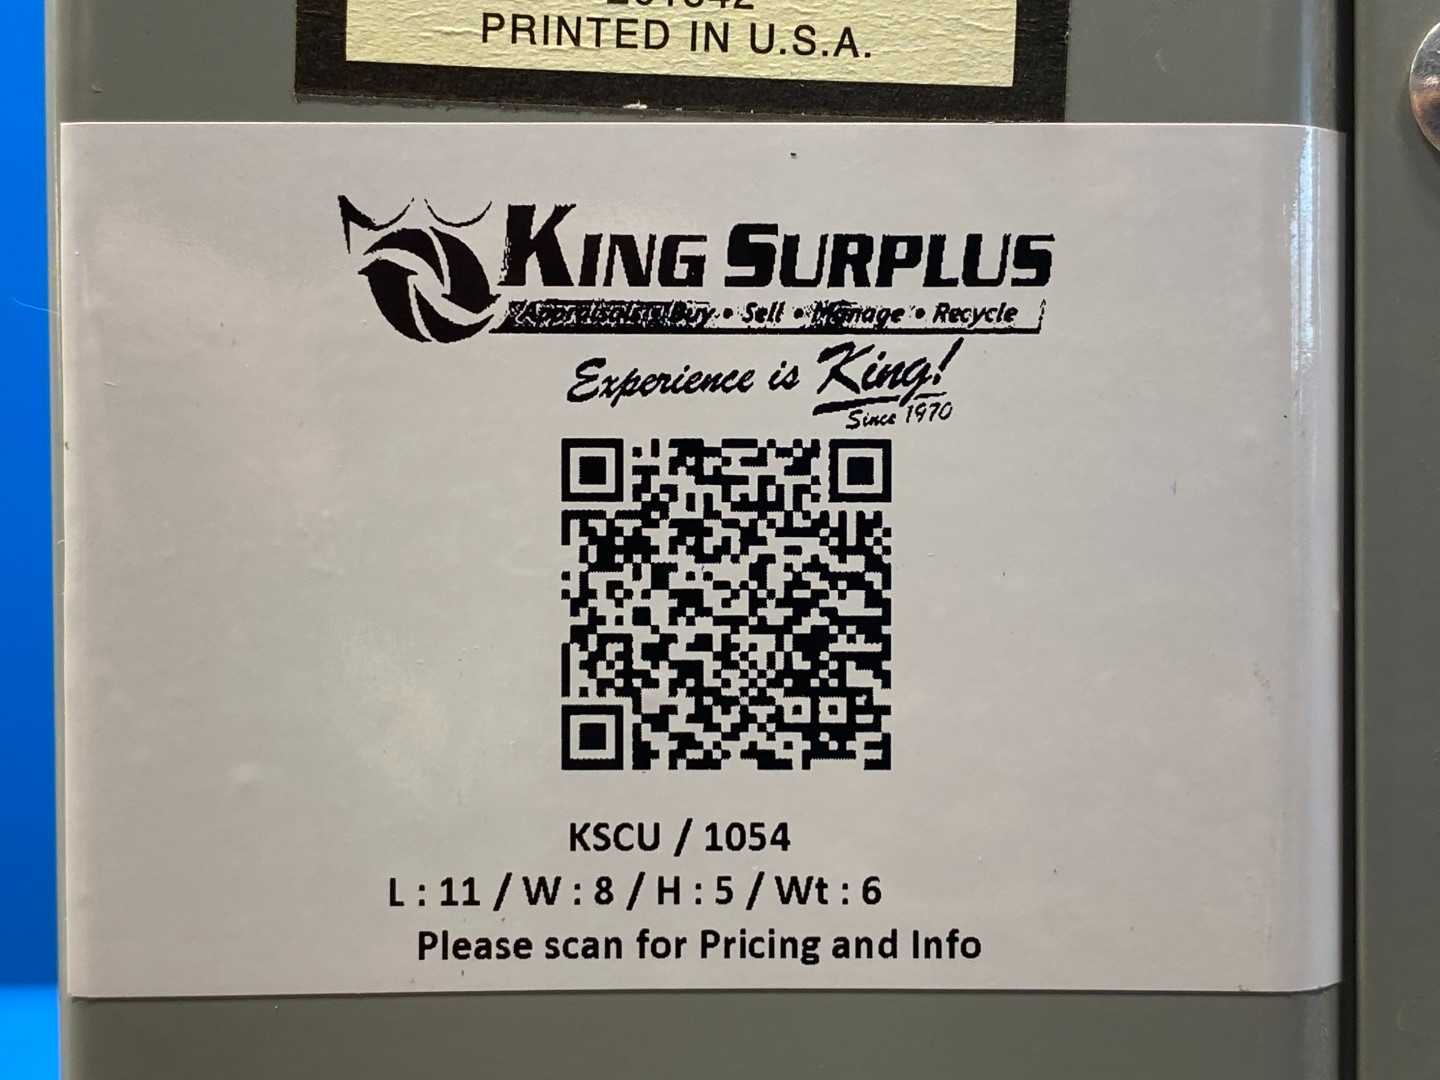 PRINTED IN U.S.A.
KING SURPLUS
Buy • Sell • Manage • Recycle
Experience is King!
Since 1970
KSCU / 1054
L : 11 / W : 8 / H : 5 / Wt : 6
Please scan for Pricing and Info